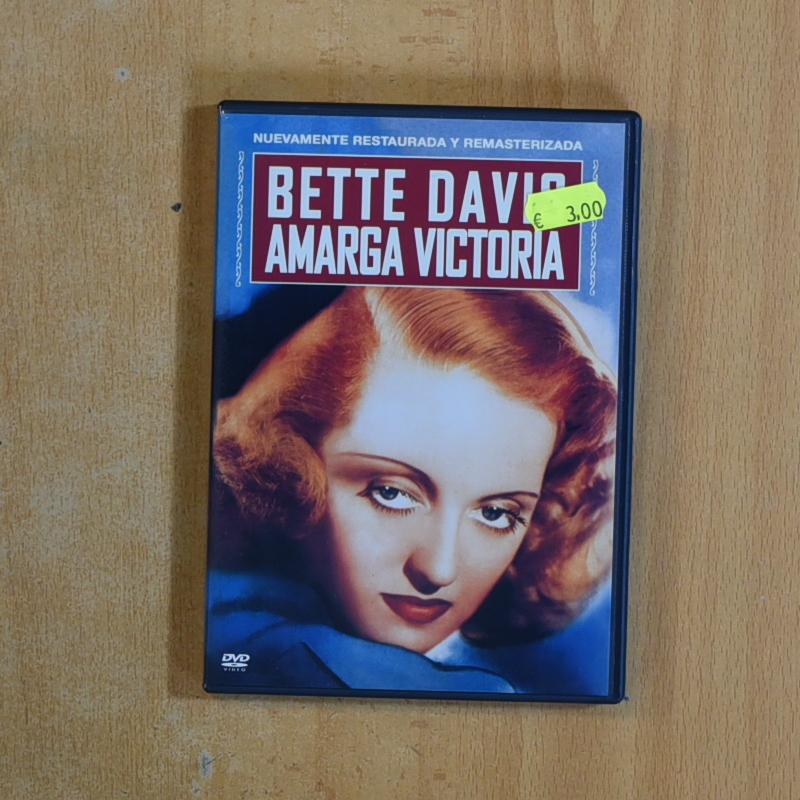 NUEVAMENTE RESTAURADA Y REMASTERIZADA
BETTE DAVIS
€ 3,00
AMARGA VICTORIA
DVD
VIDEO